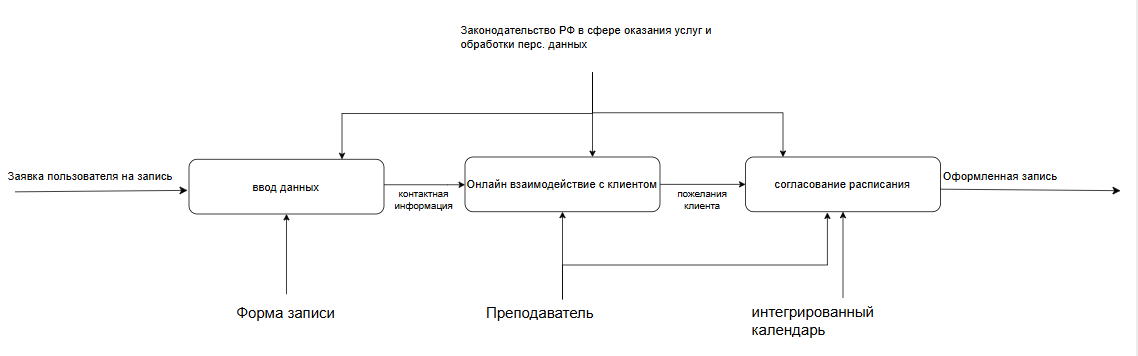 Законодательство РФ в сфере оказания услуг и
обработки перс. данных
Заявка пользователя на запись
ввод данных
контактная
информация
Онлайн взаимодействие с клиентом
пожелания
клиента
согласование расписания
Оформленная запись
Форма записи
Преподаватель
интегрированный
календарь